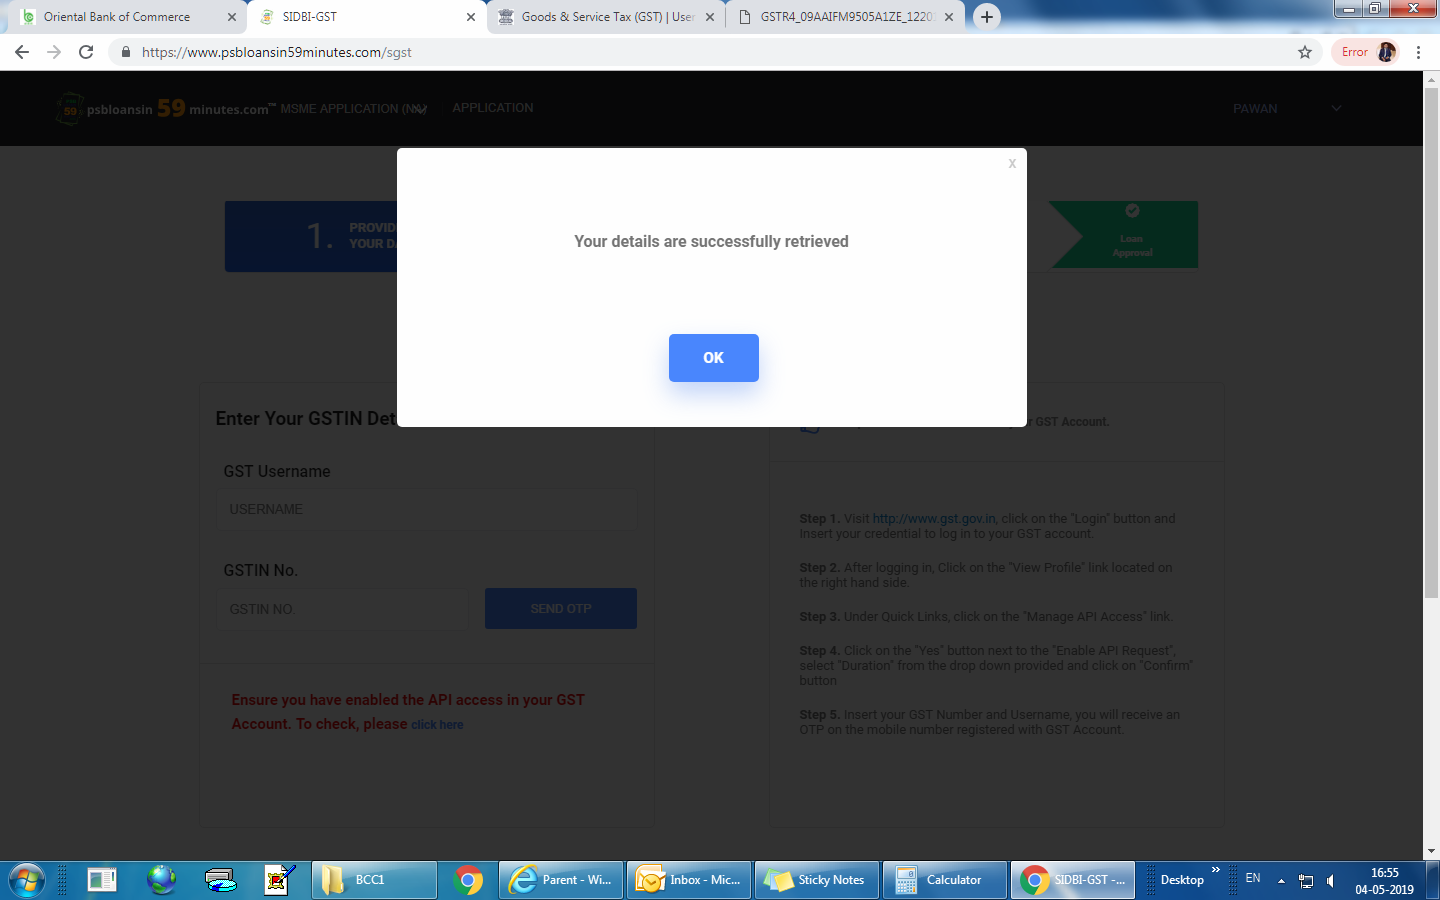 Oriental Bank of Commerce
SIDBI-GST
Goods & Service Tax (GST) | User
GSTR4_09AAIFM9505A1ZE_1220
https://www.psbloansin59minutes.com/sgst
Error
psbloansin 59 minutes.com™
MSME APPLICATION (NA)
APPLICATION
PAWAN
X
1.
PROVID
YOUR DA
Your details are successfully retrieved
OK
Loan
Approval
Enter Your GSTIN Det
GST Username
USERNAME
GSTIN No.
GSTIN NO.
SEND OTP
Ensure you have enabled the API access in your GST
Account. To check, please click here
r GST Account.
Step 1. Visit http://www.gst.gov.in, click on the "Login" button and
Insert your credential to log in to your GST account.
Step 2. After logging in, Click on the "View Profile" link located on
the right hand side.
Step 3. Under Quick Links, click on the "Manage API Access" link.
Step 4. Click on the "Yes" button next to the "Enable API Request",
select "Duration" from the drop down provided and click on "Confirm"
button
Step 5. Insert your GST Number and Username, you will receive an
OTP on the mobile number registered with GST Account.
BCC1
Parent - Wi...
Inbox - Mic...
Sticky Notes
Calculator
SIDBI-GST -...
Desktop
EN
16:55
04-05-2019